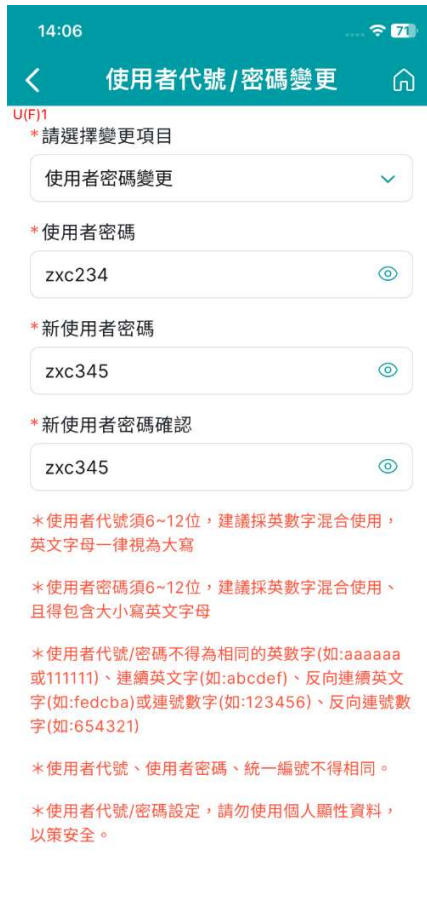 14:06
71
使用者代號/密碼變更
U(F)1
*請選擇變更項目
使用者密碼變更
*使用者密碼
zxc234
*新使用者密碼
zxc345
*新使用者密碼確認
zxc345
＊使用者代號須6~12位，建議採英數字混合使用，
英文字母一律視為大寫
＊使用者密碼須6~12位，建議採英數字混合使用、
且得包含大小寫英文字母
＊使用者代號/密碼不得為相同的英數字(如:aaaaaa
或111111)、連續英文字(如:abcdef)、反向連續英文
字(如:fedcba)或連號數字(如:123456)、反向連號數
字(如:654321)
＊使用者代號、使用者密碼、統一編號不得相同。
＊使用者代號/密碼設定，請勿使用個人顯性資料，
以策安全。